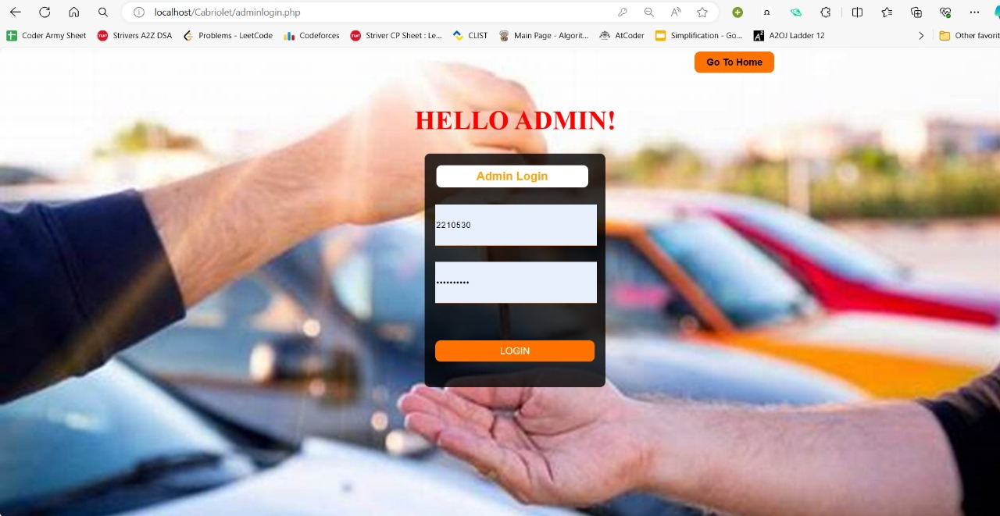 localhost/Cabriolet/adminlogin.php
Coder Army Sheet
Strivers A2Z DSA
Problems - LeetCode
Codeforces
Striver CP Sheet : Le...
CLIST
Main Page - Algorit...
AtCoder
Simplification - Go...
A2OJ Ladder 12
Other favorit
Go To Home
HELLO ADMIN!
Admin Login
2210530
••••••••••
LOGIN